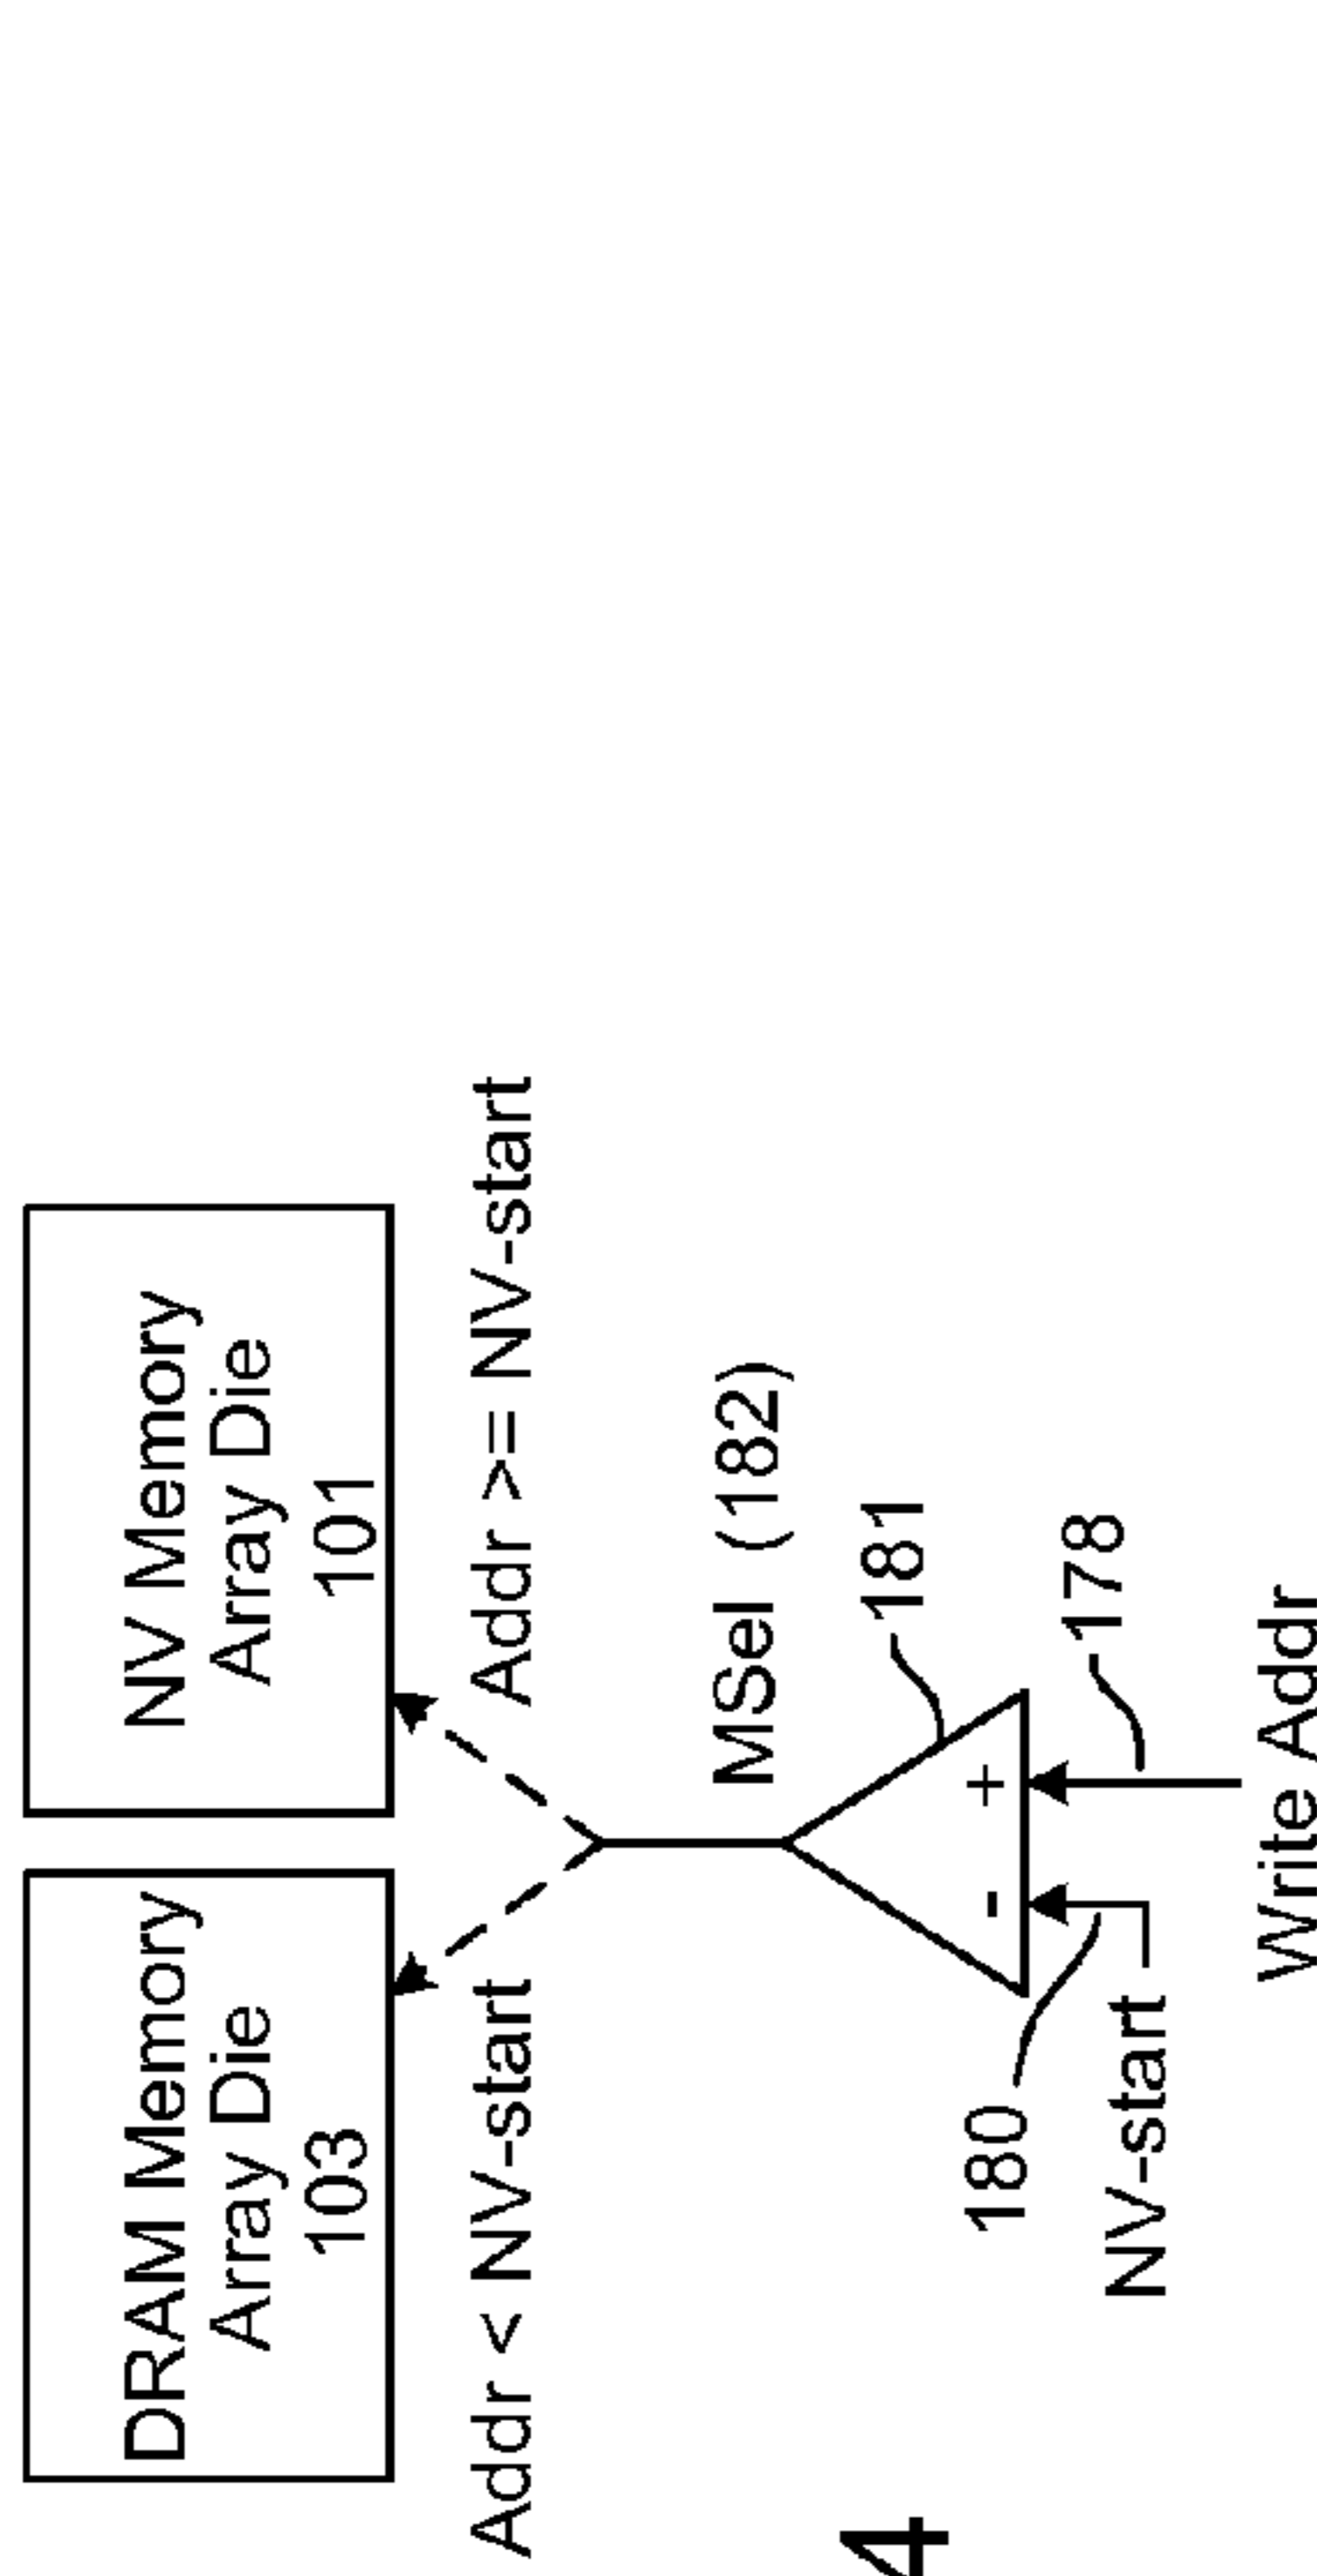 DRAM Memory
Array Die
103
NV Memory
Array Die
101
Addr < NV-start
Addr >= NV-start
MSel (182)
181
- +
180
178
NV-start
Write Addr
4